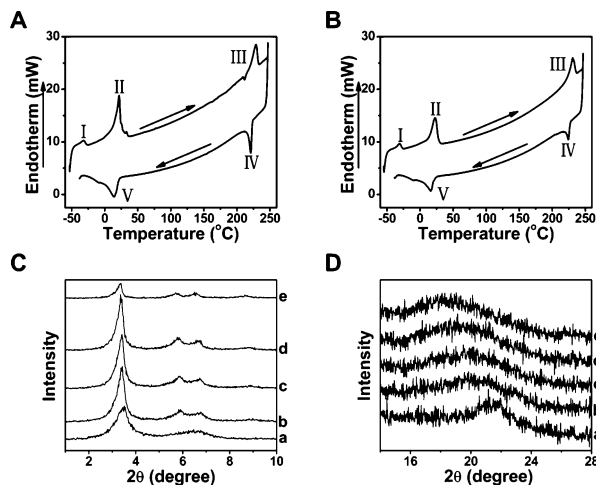 A
B
Endotherm (mW)
30
20
10
0
I
II
III
IV
V
-50 0 50 100 150 200 250
Temperature (°C)
Endotherm (mW)
30
20
10
0
I
II
III
IV
V
-50 0 50 100 150 200 250
Temperature (°C)
C
D
Intensity
e
d
c
b
a
2 4 6 8 10
2θ (degree)
Intensity
16 20 24 28
2θ (degree)